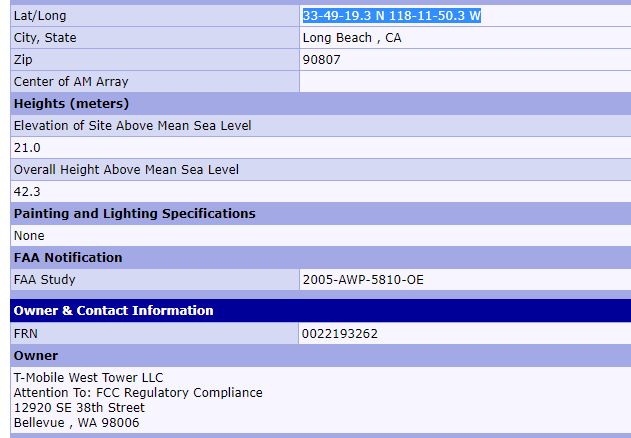 Lat/Long 33-49-19.3 N 118-11-50.3 W
City, State Long Beach , CA
Zip 90807
Center of AM Array
Heights (meters)
Elevation of Site Above Mean Sea Level
21.0
Overall Height Above Mean Sea Level
42.3
Painting and Lighting Specifications
None
FAA Notification
FAA Study 2005-AWP-5810-OE
Owner & Contact Information
FRN 0022193262
Owner
T-Mobile West Tower LLC
Attention To: FCC Regulatory Compliance
12920 SE 38th Street
Bellevue , WA 98006